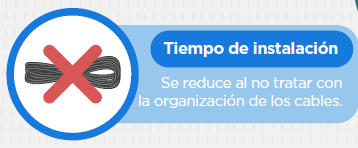 Tiempo de instalación
Se reduce al no tratar con
la organización de los cables.